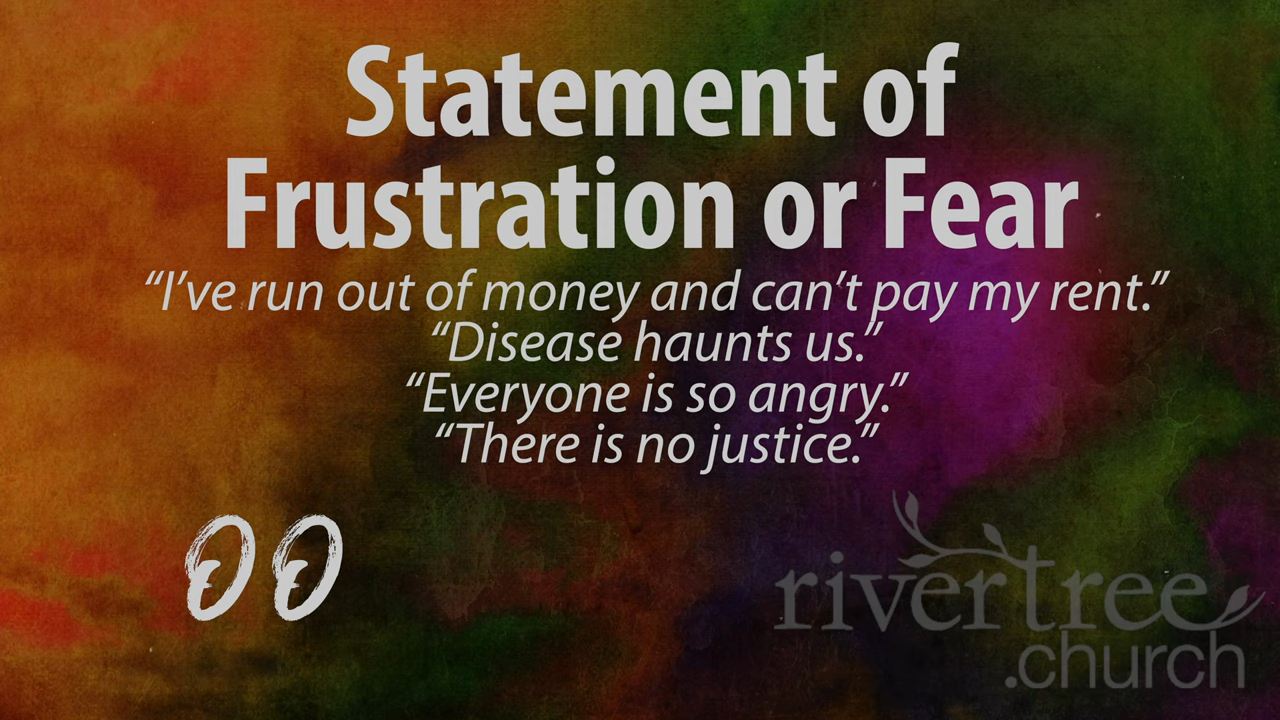 Statement of
Frustration or Fear
“I’ve run out of money and can’t pay my rent.”
“Disease haunts us.”
“Everyone is so angry.”
“There is no justice.”
00
rivertree
.church